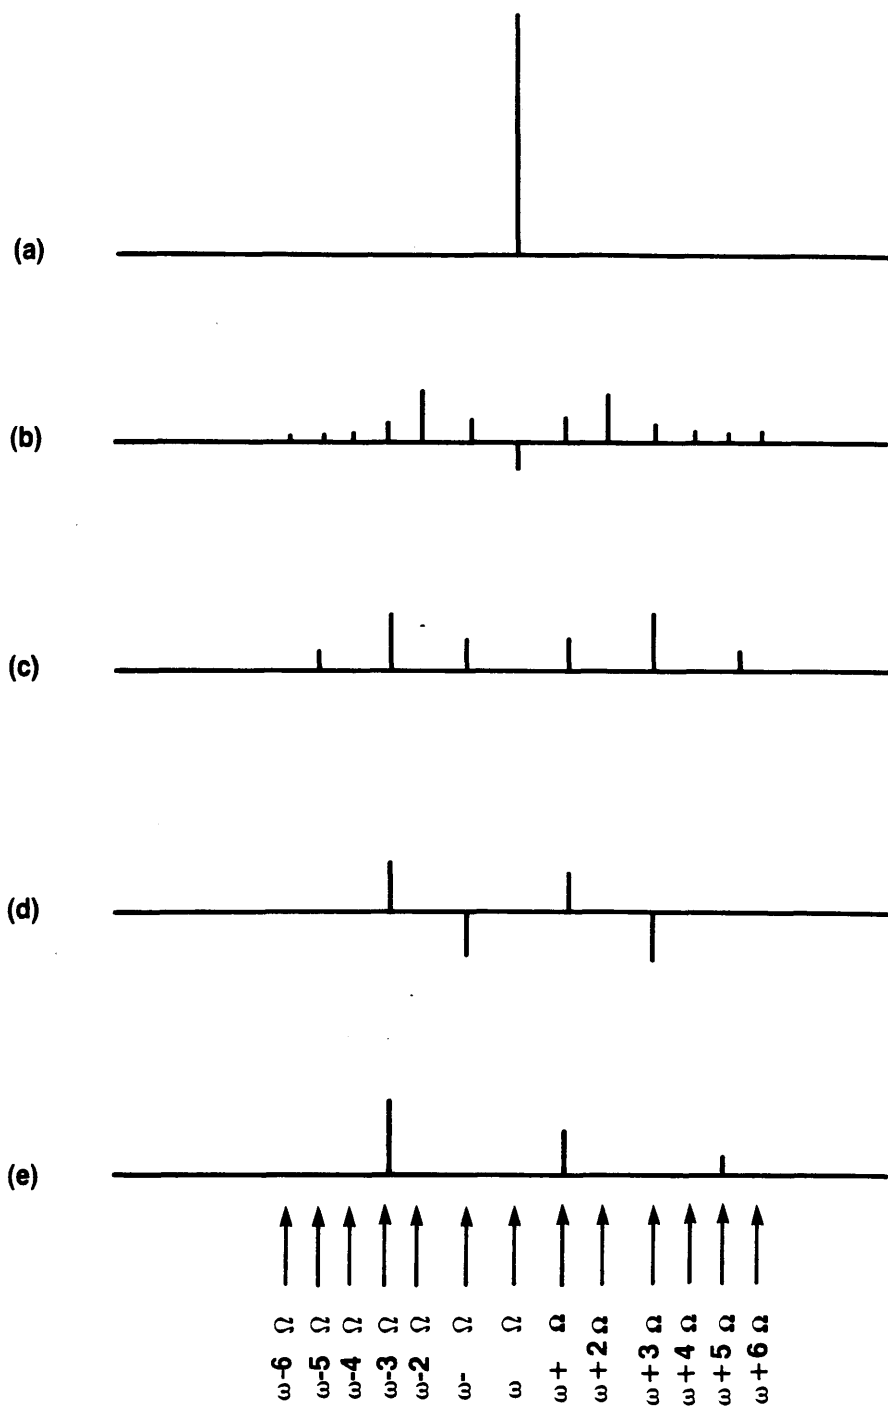 (a)
(b)
(c)
(d)
(e)
ω-6 Ω
ω-5 Ω
ω-4 Ω
ω-3 Ω
ω-2 Ω
ω- Ω
ω Ω
ω+ Ω
ω+2 Ω
ω+3 Ω
ω+4 Ω
ω+5 Ω
ω+6 Ω